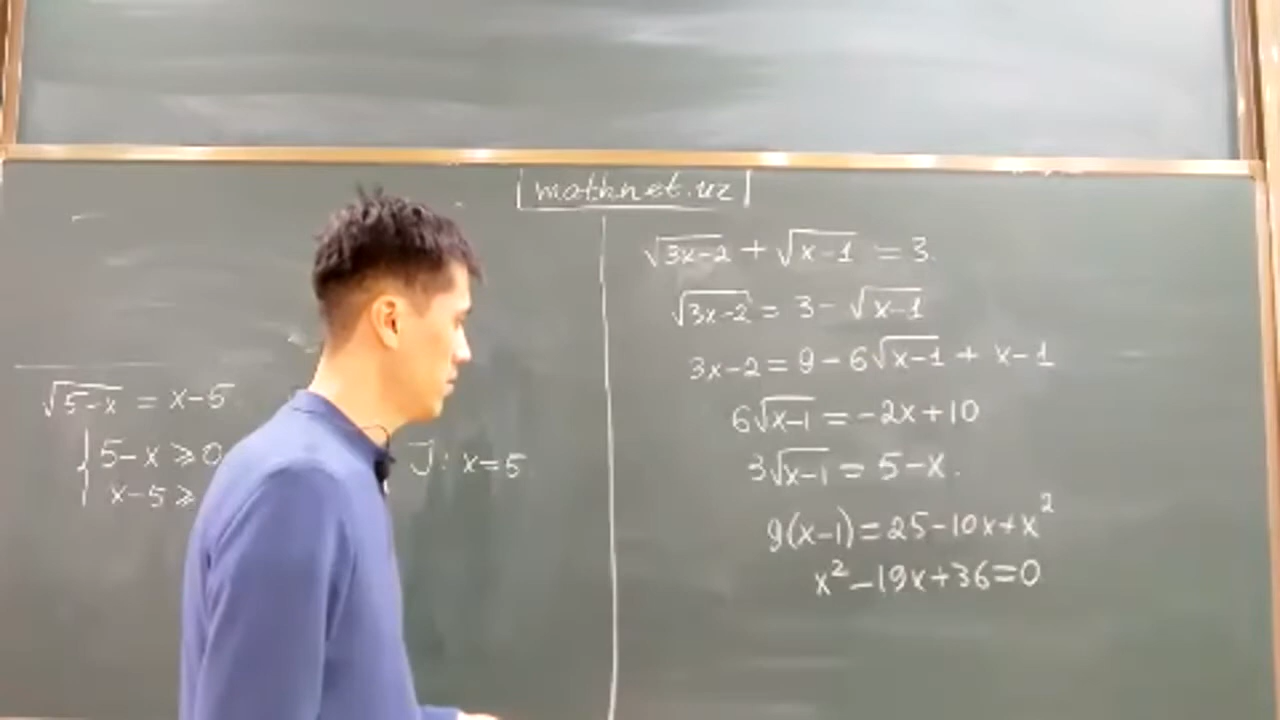 mathnet.uz
√5-x = x-5
5-x ⩾ 0
x-5 ⩾
J: x=5
√3x-2 + √x-1 = 3.
√3x-2 = 3 - √x-1
3x-2 = 9 - 6√x-1 + x-1
6√x-1 = -2x+10
3√x-1 = 5-x.
9(x-1) = 25-10x+x²
x²-19x+36=0